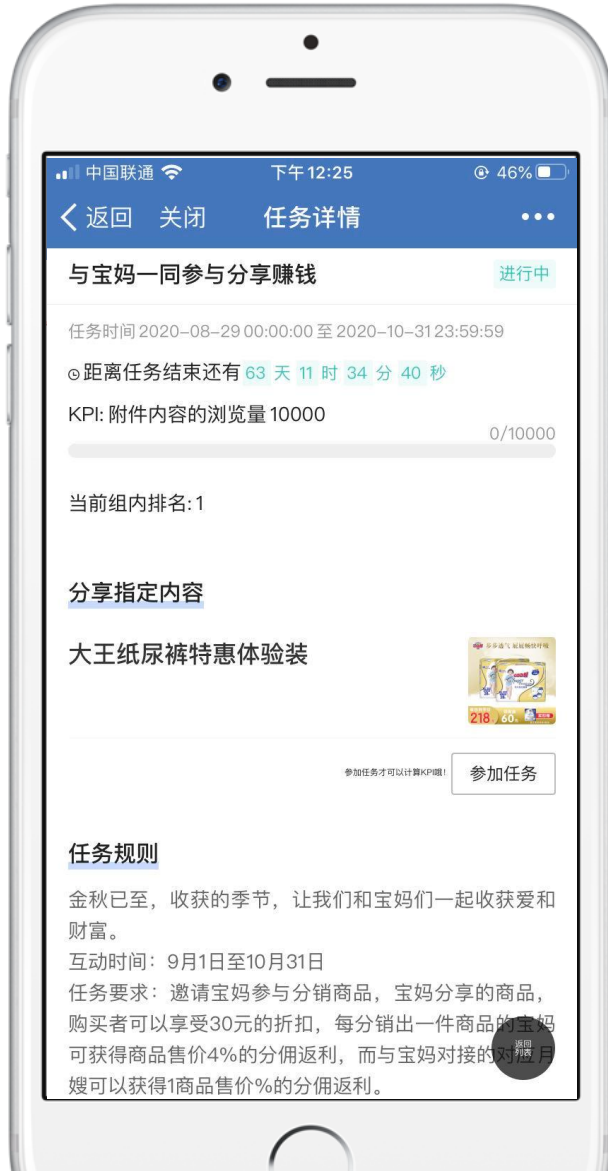 中国联通 下午12:25 46%
返回 关闭 任务详情
与宝妈一同参与分享赚钱 进行中
任务时间 2020-08-29 00:00:00 至 2020-10-31 23:59:59
距离任务结束还有 63 天 11 时 34 分 40 秒
KPI: 附件内容的浏览量 10000
0/10000
当前组内排名: 1
分享指定内容
大王纸尿裤特惠体验装
218 60
参加任务才可以计算KPI哦! 参加任务
任务规则
金秋已至，收获的季节，让我们和宝妈们一起收获爱和
财富。
互动时间：9月1日至10月31日
任务要求：邀请宝妈参与分销商品，宝妈分享的商品，
购买者可以享受30元的折扣，每分销出一件商品的宝妈
可获得商品售价4%的分佣返利，而与宝妈对接的对应月
嫂可以获得1商品售价%的分佣返利。
返回
列表